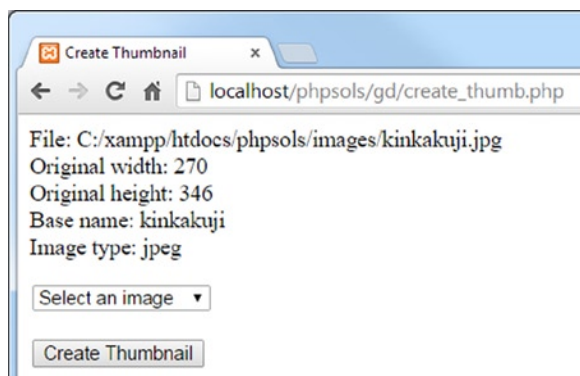 Create Thumbnail
localhost/phpsols/gd/create_thumb.php
File: C:/xampp/htdocs/phpsols/images/kinkakuji.jpg
Original width: 270
Original height: 346
Base name: kinkakuji
Image type: jpeg
Select an image
Create Thumbnail